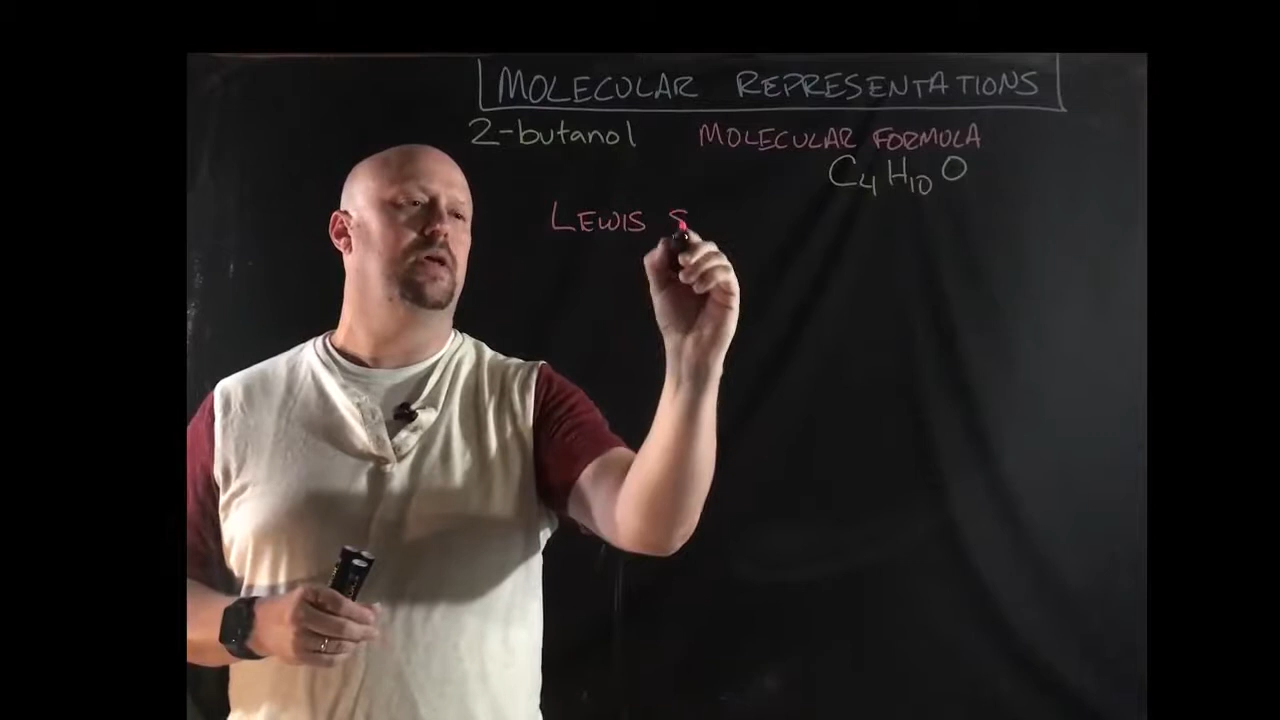 MOLECULAR REPRESENTATIONS
2-butanol MOLECULAR FORMULA
C₄H₁₀O
LEWIS S